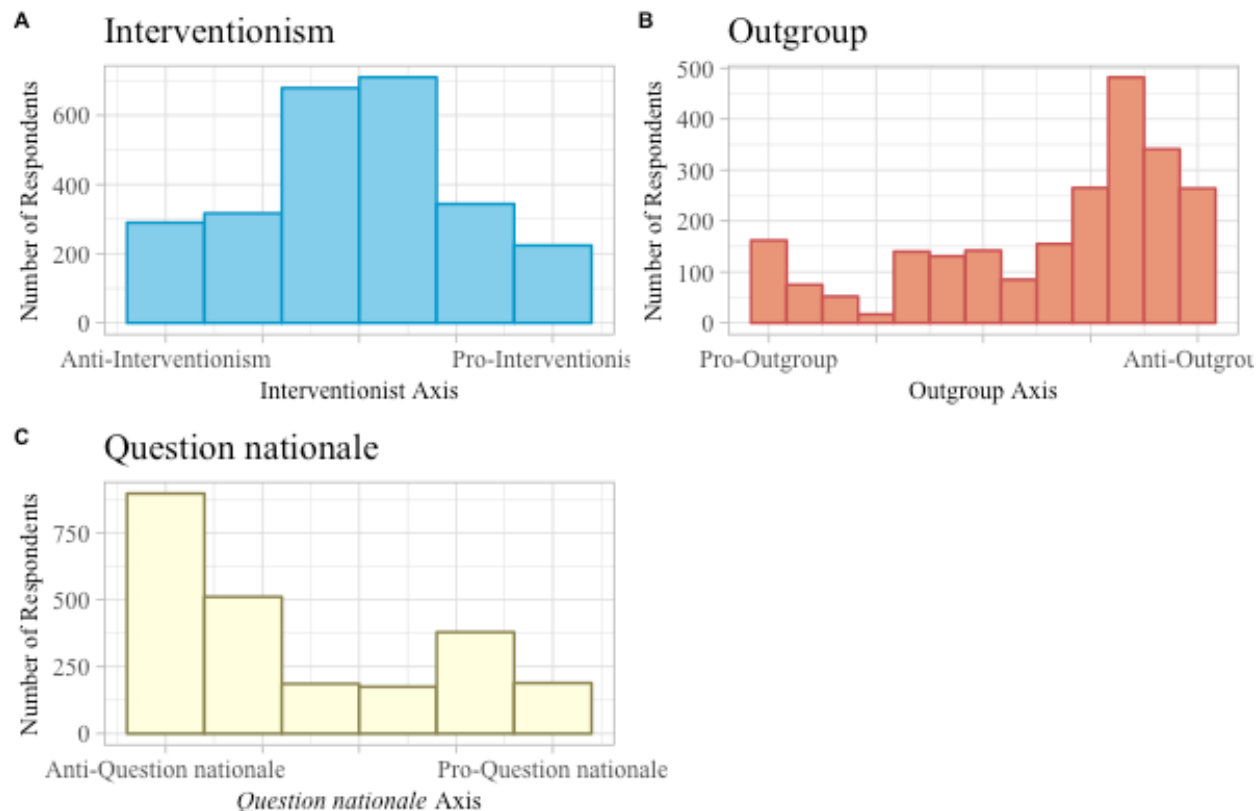 A
Interventionism
Number of Respondents
600
400
200
0
Anti-Interventionism
Pro-Interventionis
Interventionist Axis
B
Outgroup
Number of Respondents
500
400
300
200
100
0
Pro-Outgroup
Anti-Outgrou
Outgroup Axis
C
Question nationale
Number of Respondents
750
500
250
0
Anti-Question nationale
Pro-Question nationale
Question nationale Axis